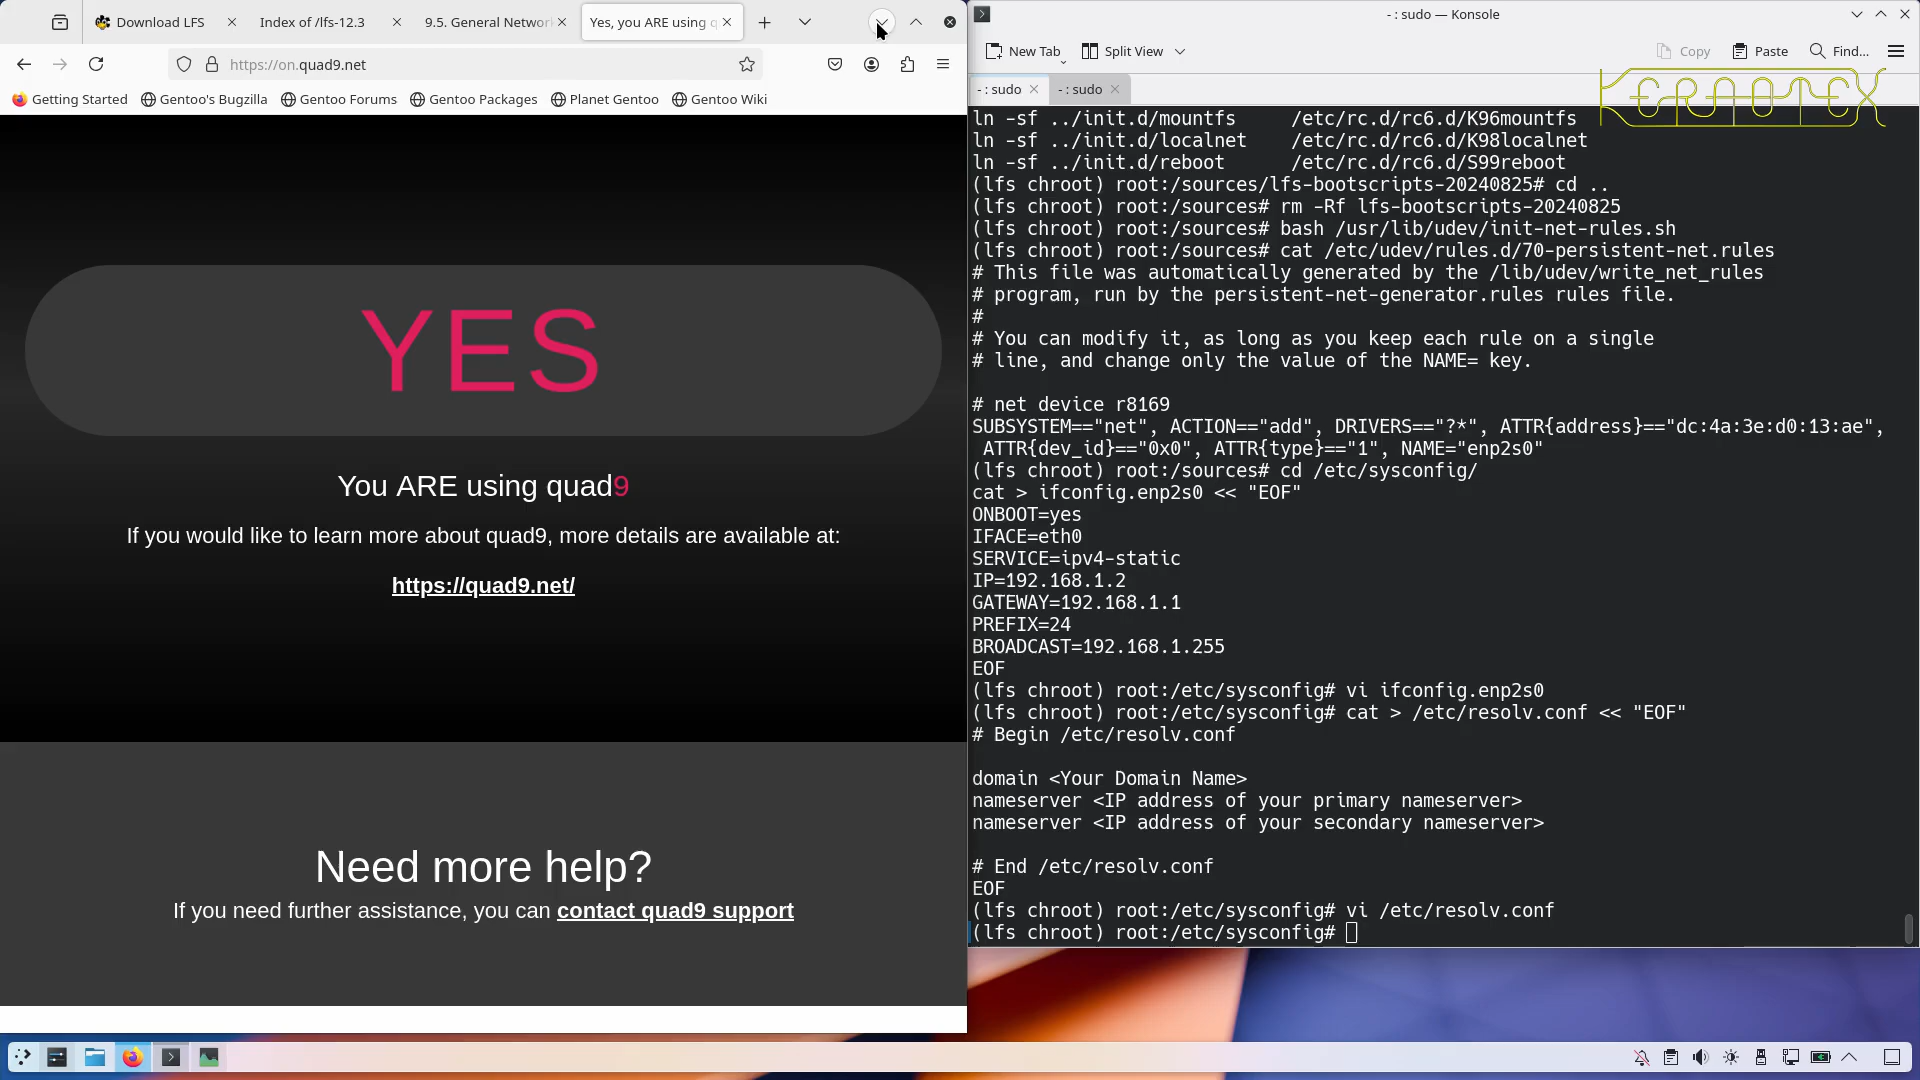 Download LFS
Index of /lfs-12.3
9.5. General Networ
Yes, you ARE using q
https://on.quad9.net
Getting Started
Gentoo's Bugzilla
Gentoo Forums
Gentoo Packages
Planet Gentoo
Gentoo Wiki
YES
You ARE using quad9
If you would like to learn more about quad9, more details are available at:
https://quad9.net/
Need more help?
If you need further assistance, you can contact quad9 support
- : sudo — Konsole
New Tab
Split View
Copy
Paste
Find...
- : sudo
- : sudo
KERAOTEX
ln -sf ../init.d/mountfs     /etc/rc.d/rc6.d/K96mountfs
ln -sf ../init.d/localnet    /etc/rc.d/rc6.d/K98localnet
ln -sf ../init.d/reboot      /etc/rc.d/rc6.d/S99reboot
(lfs chroot) root:/sources/lfs-bootscripts-20240825# cd ..
(lfs chroot) root:/sources# rm -Rf lfs-bootscripts-20240825
(lfs chroot) root:/sources# bash /usr/lib/udev/init-net-rules.sh
(lfs chroot) root:/sources# cat /etc/udev/rules.d/70-persistent-net.rules
# This file was automatically generated by the /lib/udev/write_net_rules
# program, run by the persistent-net-generator.rules rules file.
#
# You can modify it, as long as you keep each rule on a single
# line, and change only the value of the NAME= key.
# net device r8169
SUBSYSTEM=="net", ACTION=="add", DRIVERS=="?*", ATTR{address}=="dc:4a:3e:d0:13:ae",
ATTR{dev_id}=="0x0", ATTR{type}=="1", NAME="enp2s0"
(lfs chroot) root:/sources# cd /etc/sysconfig/
cat > ifconfig.enp2s0 << "EOF"
ONBOOT=yes
IFACE=eth0
SERVICE=ipv4-static
IP=192.168.1.2
GATEWAY=192.168.1.1
PREFIX=24
BROADCAST=192.168.1.255
EOF
(lfs chroot) root:/etc/sysconfig# vi ifconfig.enp2s0
(lfs chroot) root:/etc/sysconfig# cat > /etc/resolv.conf << "EOF"
# Begin /etc/resolv.conf
domain <Your Domain Name>
nameserver <IP address of your primary nameserver>
nameserver <IP address of your secondary nameserver>
# End /etc/resolv.conf
EOF
(lfs chroot) root:/etc/sysconfig# vi /etc/resolv.conf
(lfs chroot) root:/etc/sysconfig#